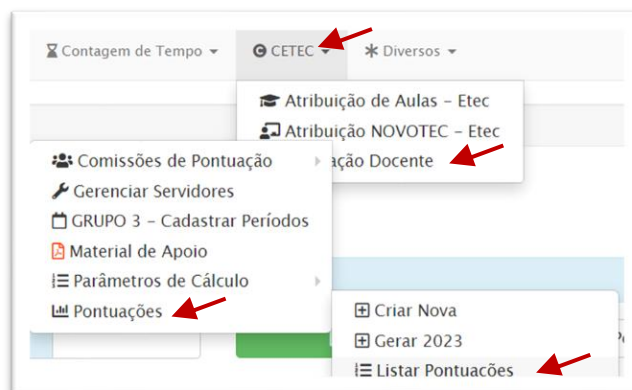 Contagem de Tempo CETEC Diversos
Atribuição de Aulas – Etec
Atribuição NOVOTEC – Etec
ação Docente
Comissões de Pontuação
Gerenciar Servidores
GRUPO 3 – Cadastrar Períodos
Material de Apoio
Parâmetros de Cálculo
Pontuações
Criar Nova
Gerar 2023
Listar Pontuações